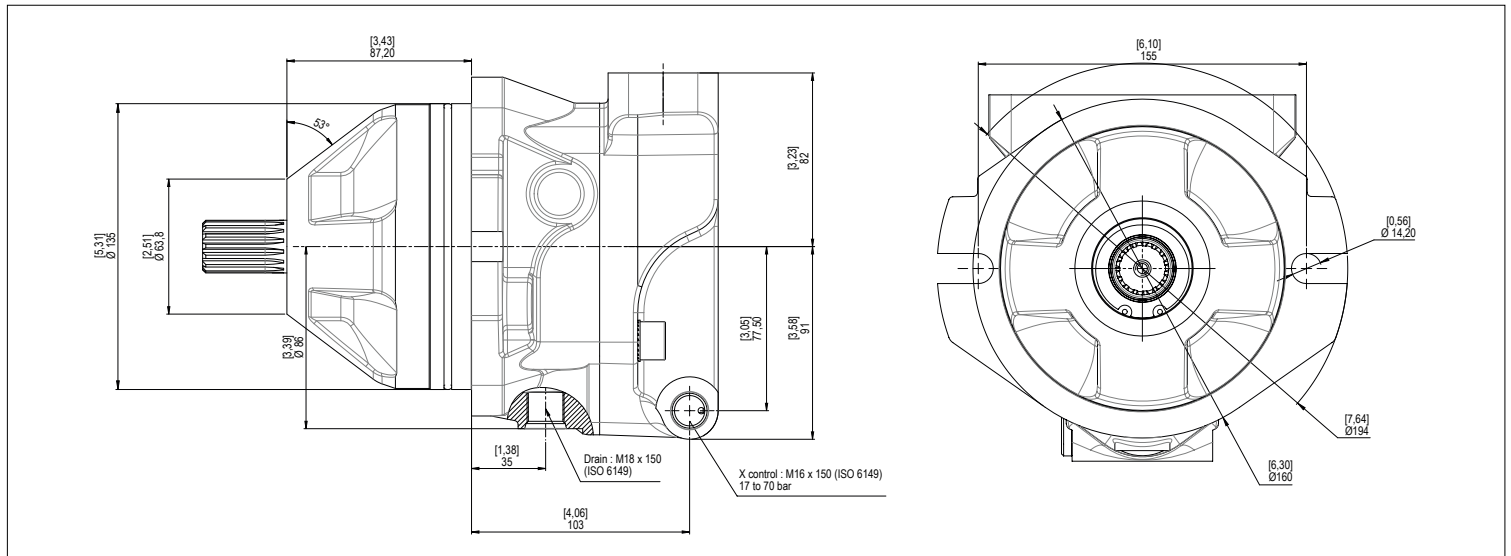 [3,43]
87,20
53°
[5,31]
Ø 135
[2,51]
Ø 63,8
[3,39]
Ø 86
[3,23]
82
[3,05]
77,50
[3,58]
91
[1,38]
35
Drain : M18 x 150
(ISO 6149)
X control : M16 x 150 (ISO 6149)
17 to 70 bar
[4,06]
103
[6,10]
155
[0,56]
Ø 14,20
[7,64]
Ø194
[6,30]
Ø160